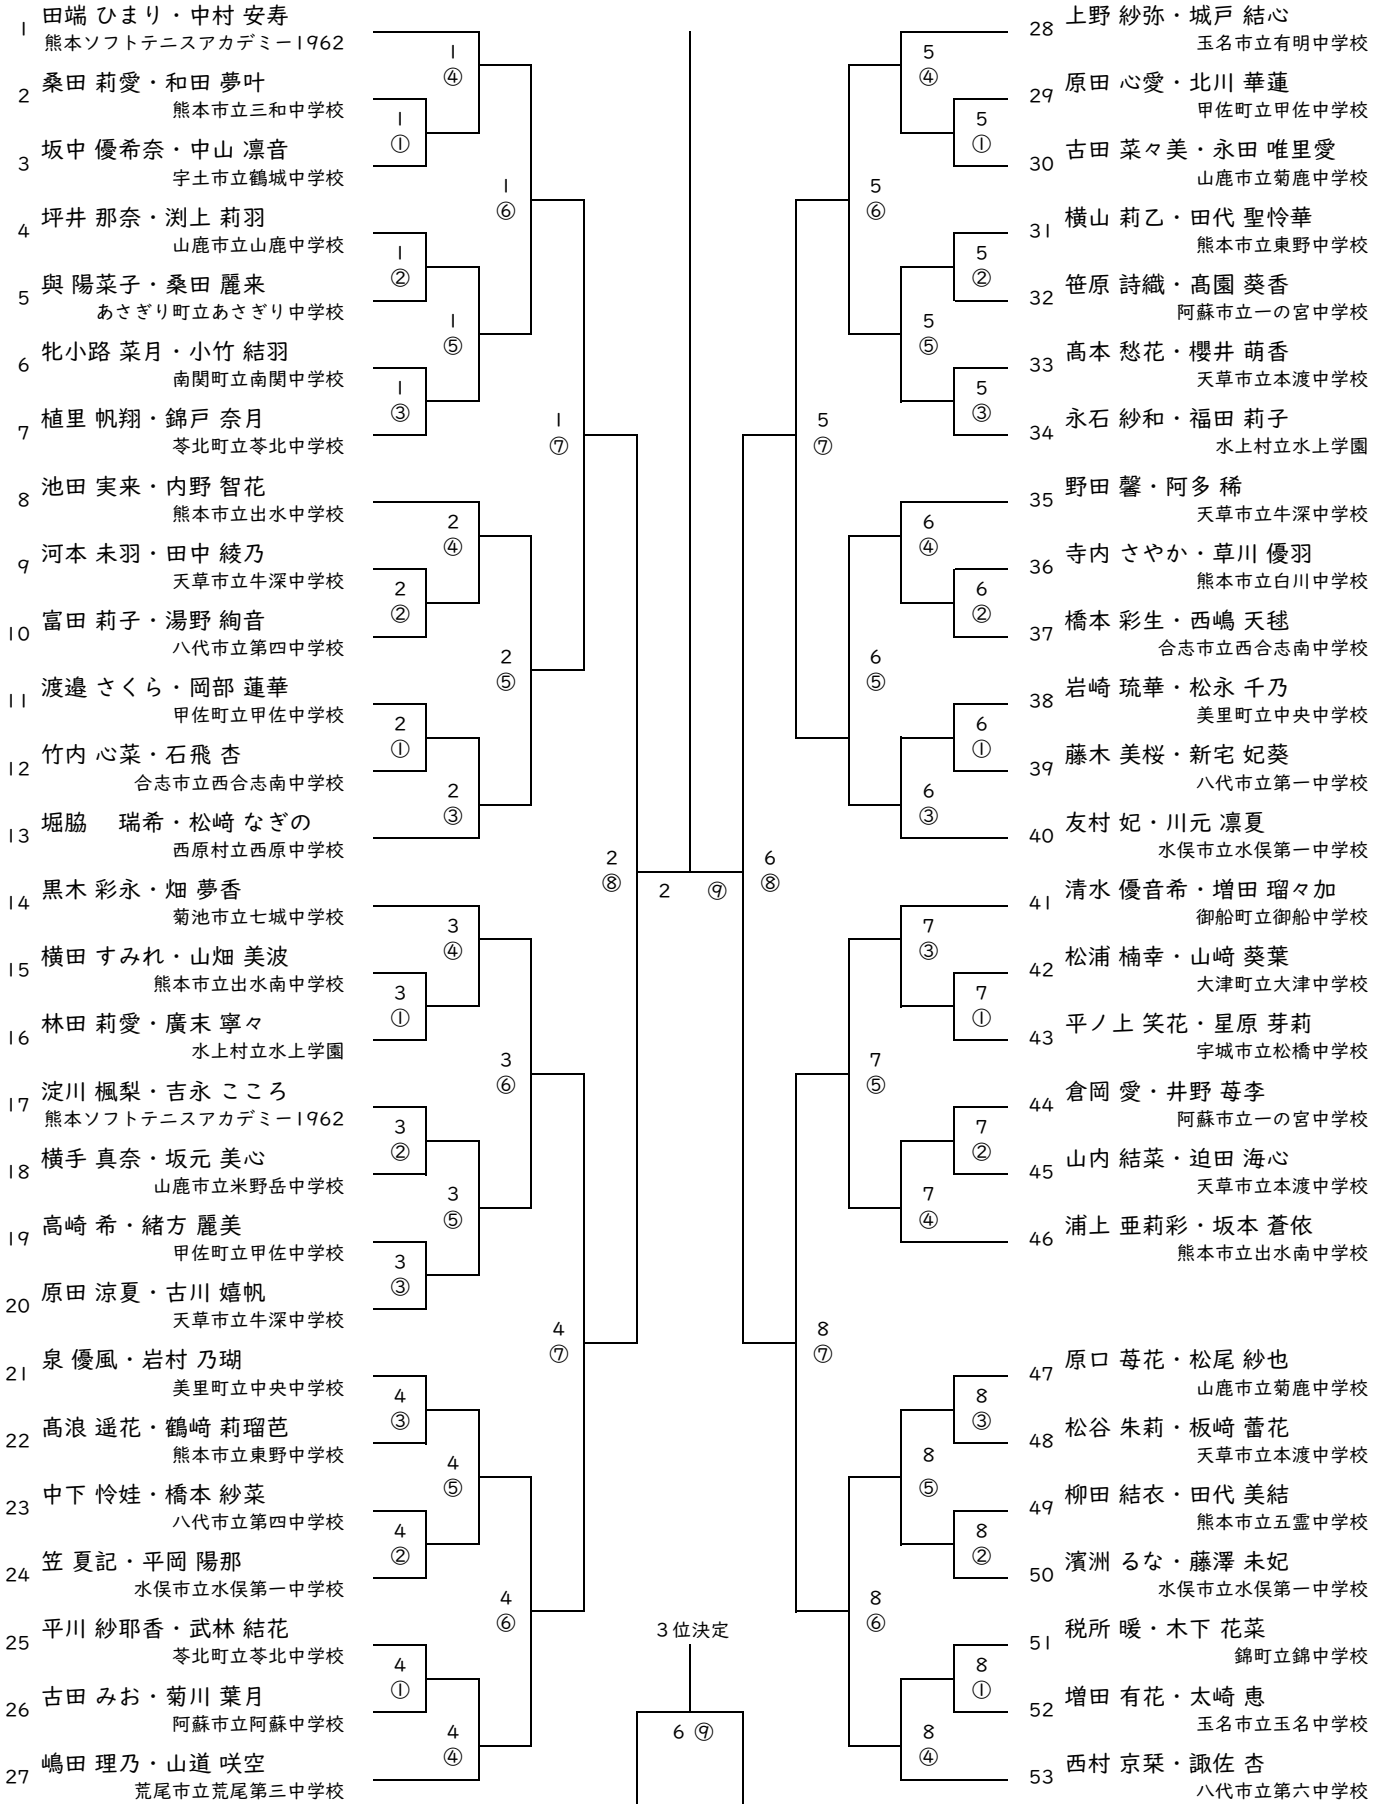 1 田端 ひまり・中村 安寿
熊本ソフトテニスアカデミー1962
2 桑田 莉愛・和田 夢叶
熊本市立三和中学校
3 坂中 優希奈・中山 凛音
宇土市立鶴城中学校
4 坪井 那奈・渕上 莉羽
山鹿市立山鹿中学校
5 與 陽菜子・桑田 麗来
あさぎり町立あさぎり中学校
6 牝小路 菜月・小竹 結羽
南関町立南関中学校
7 植里 帆翔・錦戸 奈月
苓北町立苓北中学校
8 池田 実来・内野 智花
熊本市立出水中学校
9 河本 未羽・田中 綾乃
天草市立牛深中学校
10 富田 莉子・湯野 絢音
八代市立第四中学校
11 渡邉 さくら・岡部 蓮華
甲佐町立甲佐中学校
12 竹内 心菜・石飛 杏
合志市立西合志南中学校
13 堀脇　瑞希・松﨑 なぎの
西原村立西原中学校
14 黒木 彩永・畑 夢香
菊池市立七城中学校
15 横田 すみれ・山畑 美波
熊本市立出水南中学校
16 林田 莉愛・廣末 寧々
水上村立水上学園
17 淀川 楓梨・吉永 こころ
熊本ソフトテニスアカデミー1962
18 横手 真奈・坂元 美心
山鹿市立米野岳中学校
19 高崎 希・緒方 麗美
甲佐町立甲佐中学校
20 原田 涼夏・古川 嬉帆
天草市立牛深中学校
21 泉 優風・岩村 乃瑚
美里町立中央中学校
22 髙浪 遥花・鶴﨑 莉瑠芭
熊本市立東野中学校
23 中下 怜娃・橋本 紗菜
八代市立第四中学校
24 笠 夏記・平岡 陽那
水俣市立水俣第一中学校
25 平川 紗耶香・武林 結花
苓北町立苓北中学校
26 古田 みお・菊川 葉月
阿蘇市立阿蘇中学校
27 嶋田 理乃・山道 咲空
荒尾市立荒尾第三中学校
1
④
1
①
1
⑥
1
②
1
⑤
1
③
1
⑦
2
④
2
②
2
⑤
2
①
2
③
2
⑧
3
④
3
①
3
⑥
3
②
3
⑤
3
③
4
⑦
4
③
4
⑤
4
②
4
⑥
4
①
4
④
2 ⑨
３位決定
6 ⑨
5
④
5
①
5
⑥
5
②
5
⑤
5
③
5
⑦
6
④
6
②
6
⑤
6
①
6
③
6
⑧
7
③
7
①
7
⑤
7
②
7
④
8
⑦
8
③
8
⑤
8
②
8
⑥
8
①
8
④
28 上野 紗弥・城戸 結心
玉名市立有明中学校
29 原田 心愛・北川 華蓮
甲佐町立甲佐中学校
30 古田 菜々美・永田 唯里愛
山鹿市立菊鹿中学校
31 横山 莉乙・田代 聖怜華
熊本市立東野中学校
32 笹原 詩織・髙園 葵香
阿蘇市立一の宮中学校
33 髙本 愁花・櫻井 萌香
天草市立本渡中学校
34 永石 紗和・福田 莉子
水上村立水上学園
35 野田 馨・阿多 稀
天草市立牛深中学校
36 寺内 さやか・草川 優羽
熊本市立白川中学校
37 橋本 彩生・西嶋 天毬
合志市立西合志南中学校
38 岩崎 琉華・松永 千乃
美里町立中央中学校
39 藤木 美桜・新宅 妃葵
八代市立第一中学校
40 友村 妃・川元 凛夏
水俣市立水俣第一中学校
41 清水 優音希・増田 瑠々加
御船町立御船中学校
42 松浦 楠幸・山﨑 葵葉
大津町立大津中学校
43 平ノ上 笑花・星原 芽莉
宇城市立松橋中学校
44 倉岡 愛・井野 苺李
阿蘇市立一の宮中学校
45 山内 結菜・迫田 海心
天草市立本渡中学校
46 浦上 亜莉彩・坂本 蒼依
熊本市立出水南中学校
47 原口 苺花・松尾 紗也
山鹿市立菊鹿中学校
48 松谷 朱莉・板﨑 蕾花
天草市立本渡中学校
49 柳田 結衣・田代 美結
熊本市立五霊中学校
50 濱洲 るな・藤澤 未妃
水俣市立水俣第一中学校
51 税所 暖・木下 花菜
錦町立錦中学校
52 増田 有花・太崎 恵
玉名市立玉名中学校
53 西村 京栞・諏佐 杏
八代市立第六中学校